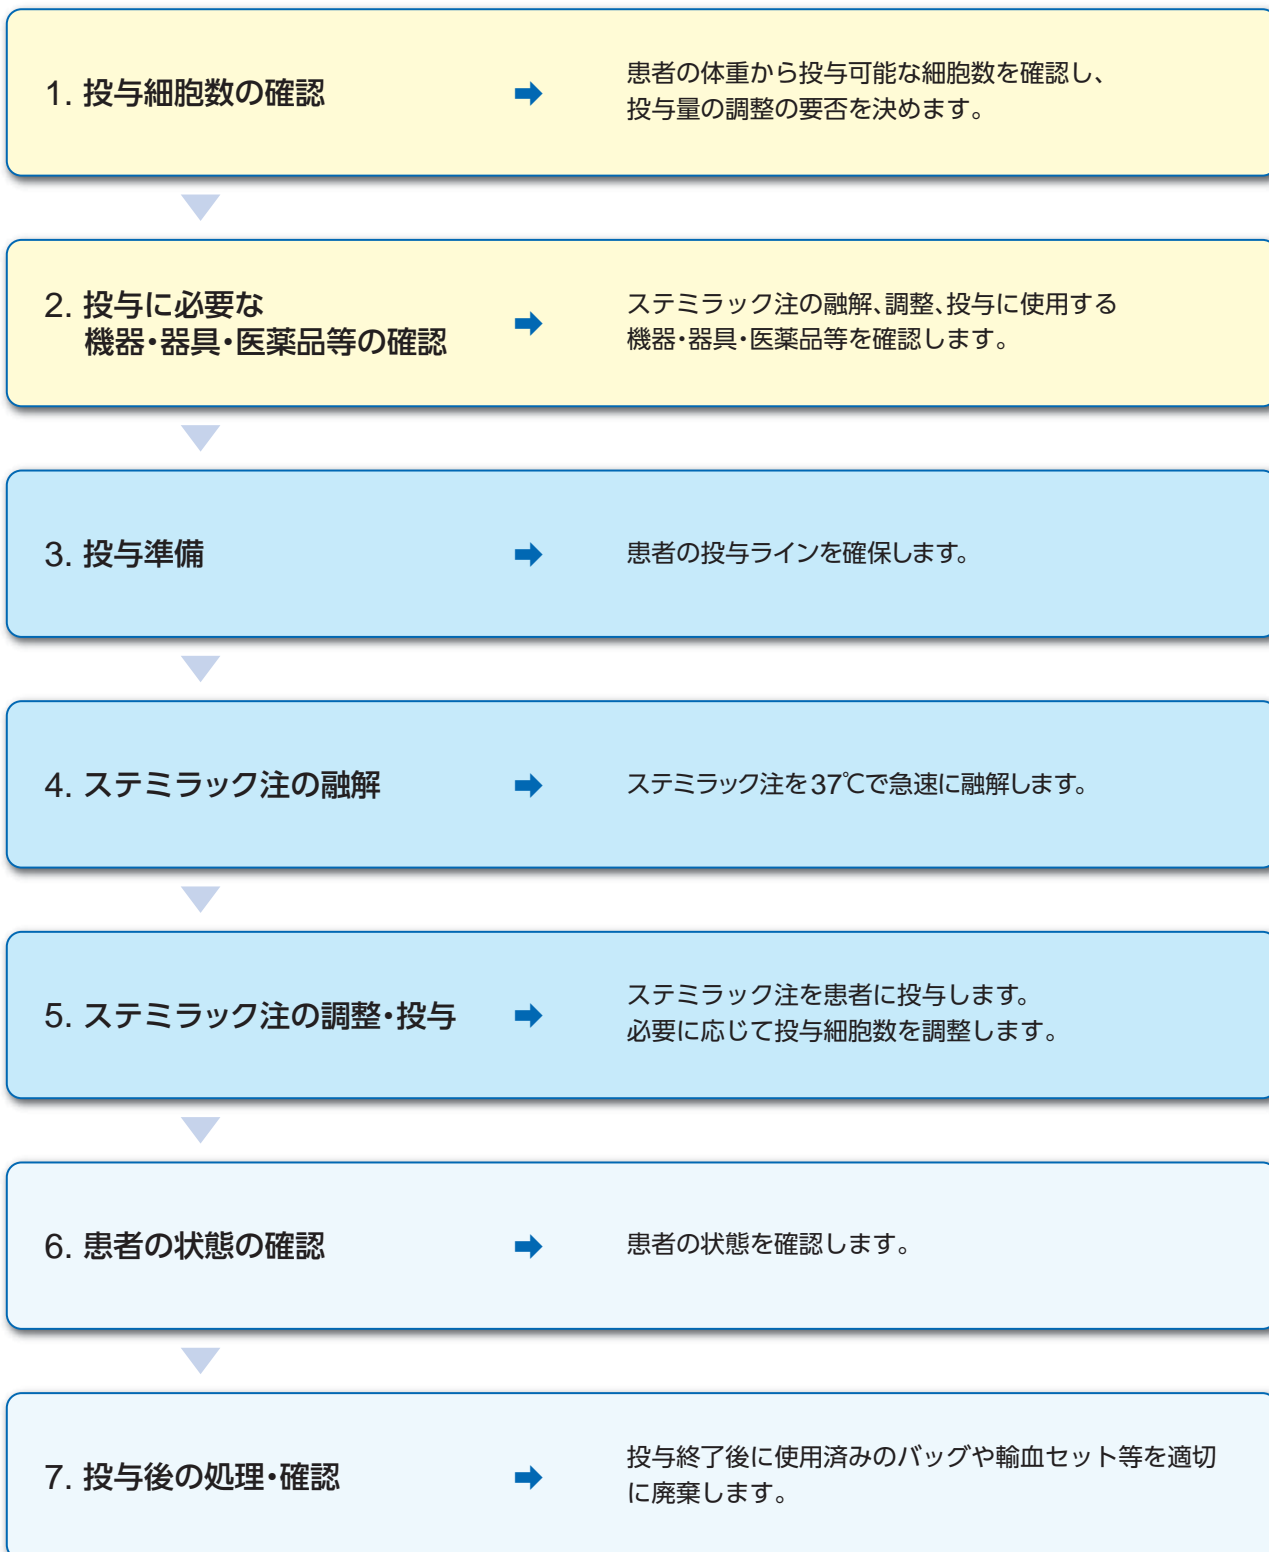 1. 投与細胞数の確認
患者の体重から投与可能な細胞数を確認し、
投与量の調整の要否を決めます。
2. 投与に必要な
機器・器具・医薬品等の確認
ステミラック注の融解、調整、投与に使用する
機器・器具・医薬品等を確認します。
3. 投与準備
患者の投与ラインを確保します。
4. ステミラック注の融解
ステミラック注を37℃で急速に融解します。
5. ステミラック注の調整・投与
ステミラック注を患者に投与します。
必要に応じて投与細胞数を調整します。
6. 患者の状態の確認
患者の状態を確認します。
7. 投与後の処理・確認
投与終了後に使用済みのバッグや輸血セット等を適切
に廃棄します。